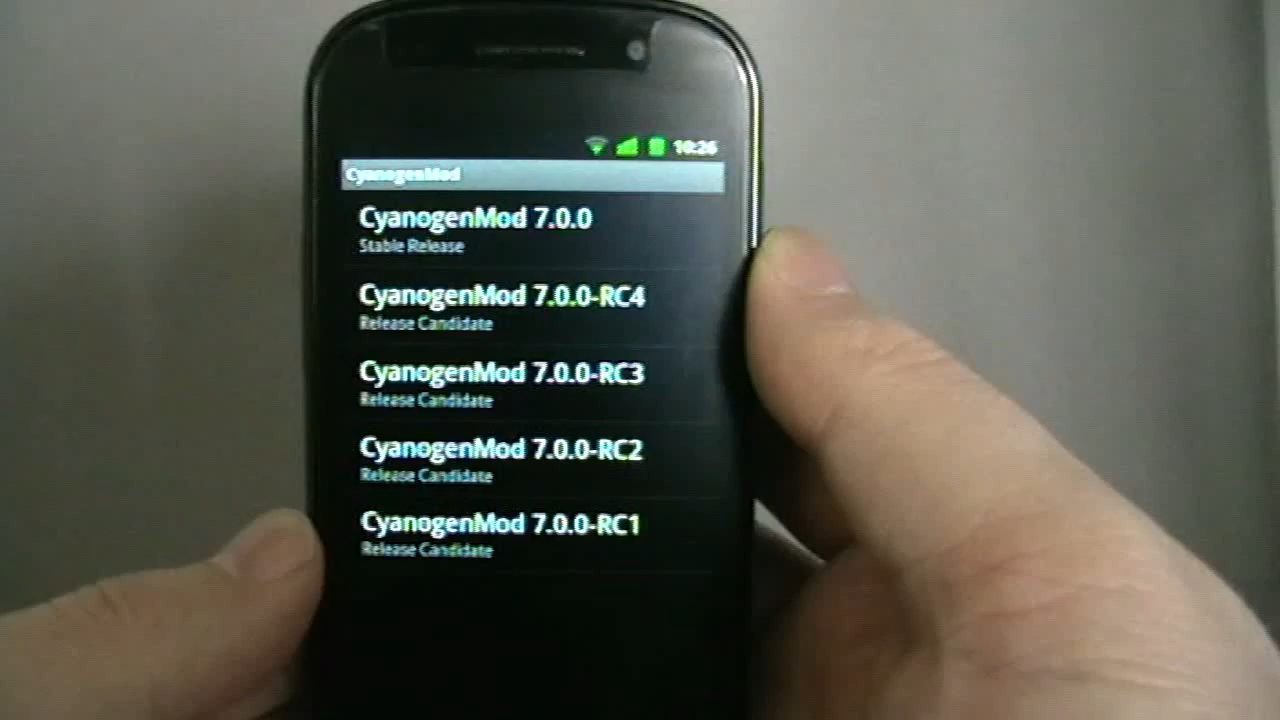 10:26
CyanogenMod
CyanogenMod 7.0.0
Stable Release
CyanogenMod 7.0.0-RC4
Release Candidate
CyanogenMod 7.0.0-RC3
Release Candidate
CyanogenMod 7.0.0-RC2
Release Candidate
CyanogenMod 7.0.0-RC1
Release Candidate